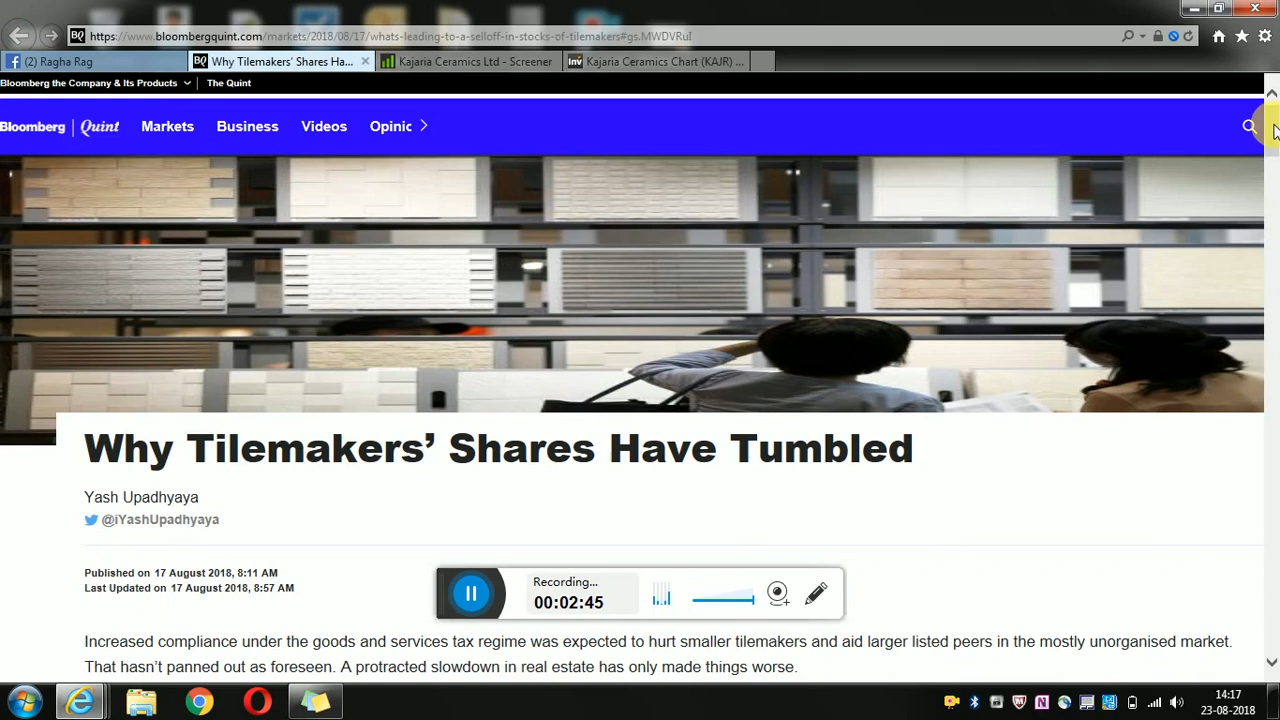 https://www.bloombergquint.com/markets/2018/08/17/whats-leading-to-a-selloff-in-stocks-of-tilemakers#gs.MWDVRuI
(2) Ragha Rag
BQ Why Tilemakers' Shares Ha...
Kajaria Ceramics Ltd - Screener
Inv Kajaria Ceramics Chart (KAJR) ...
Bloomberg the Company & Its Products
The Quint
Bloomberg | Quint
Markets
Business
Videos
Opinic
Why Tilemakers’ Shares Have Tumbled
Yash Upadhyaya
@iYashUpadhyaya
Published on 17 August 2018, 8:11 AM
Last Updated on 17 August 2018, 8:57 AM
Recording...
00:02:45
Increased compliance under the goods and services tax regime was expected to hurt smaller tilemakers and aid larger listed peers in the mostly unorganised market.
That hasn’t panned out as foreseen. A protracted slowdown in real estate has only made things worse.
14:17
23-08-2018